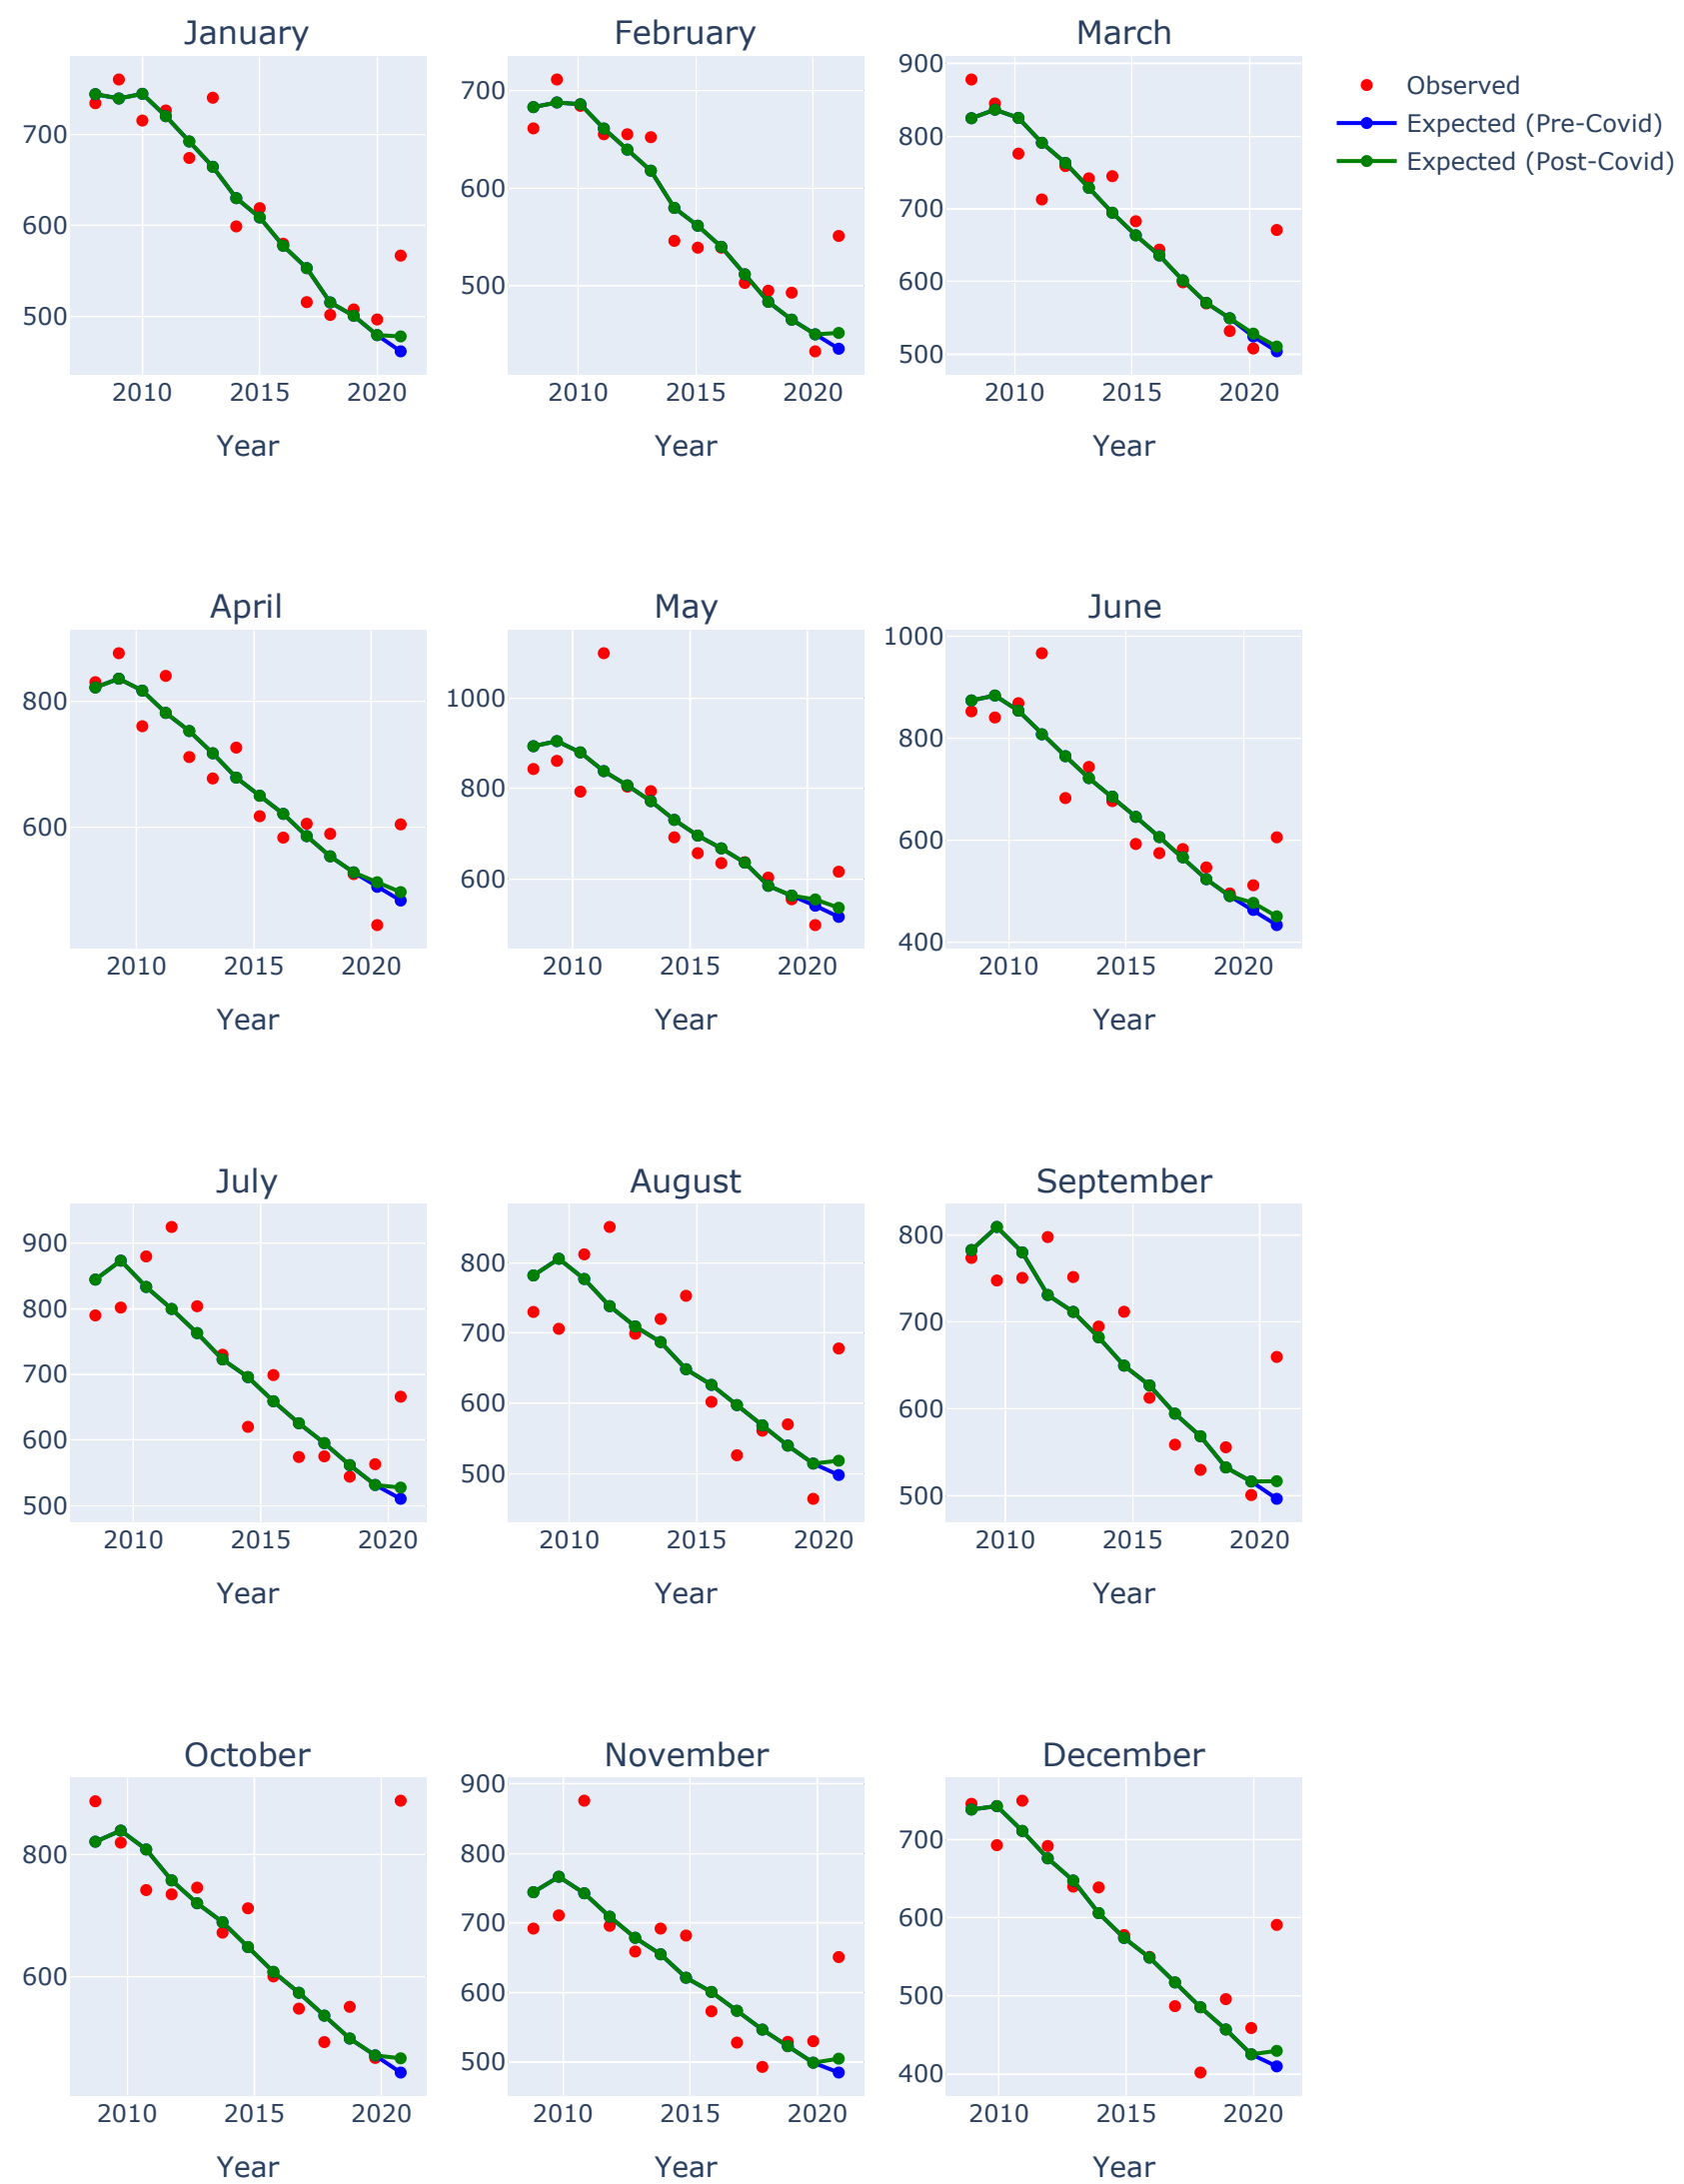 January
February
March
700
600
500
2010
2015
2020
Year
700
600
500
2010
2015
2020
Year
900
800
700
600
500
2010
2015
2020
Year
Observed
Expected (Pre-Covid)
Expected (Post-Covid)
April
May
June
800
600
2010
2015
2020
Year
1000
800
600
2010
2015
2020
Year
1000
800
600
400
2010
2015
2020
Year
July
August
September
900
800
700
600
500
2010
2015
2020
Year
800
700
600
500
2010
2015
2020
Year
800
700
600
500
2010
2015
2020
Year
October
November
December
800
600
2010
2015
2020
Year
900
800
700
600
500
2010
2015
2020
Year
700
600
500
400
2010
2015
2020
Year